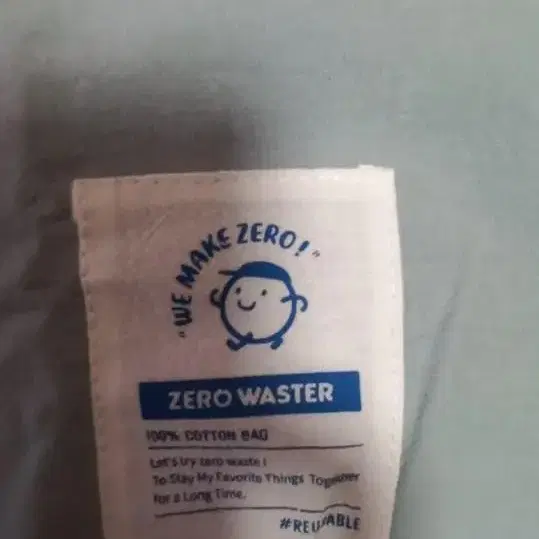 "WE MAKE ZERO!"
ZERO WASTER
100% COTTON BAG
Let's try zero waste!
To Stay My Favorite Things Together
for a Long Time.
#REUSABLE